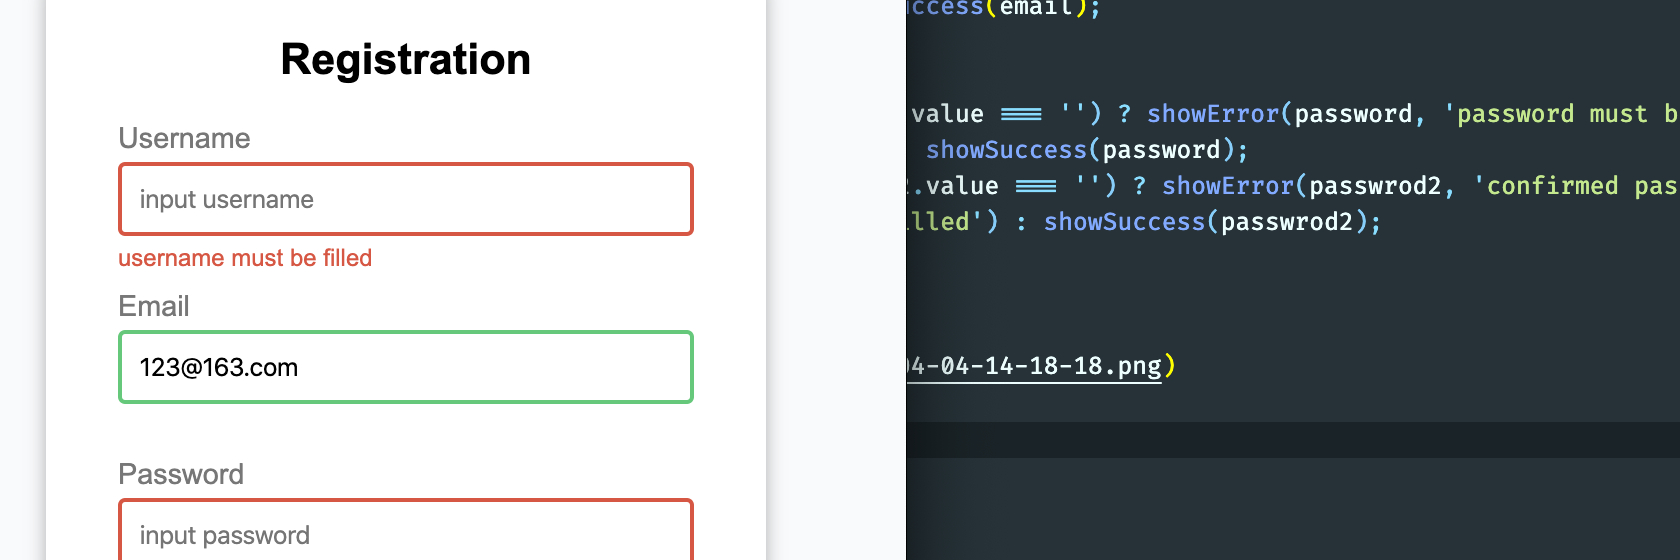 Registration
Username
input username
username must be filled
Email
123@163.com
Password
input password
ccess(email);
value === '') ? showError(password, 'password must b
showSuccess(password);
.value === '') ? showError(passwrod2, 'confirmed pas
lled') : showSuccess(passwrod2);
4-04-14-18-18.png)